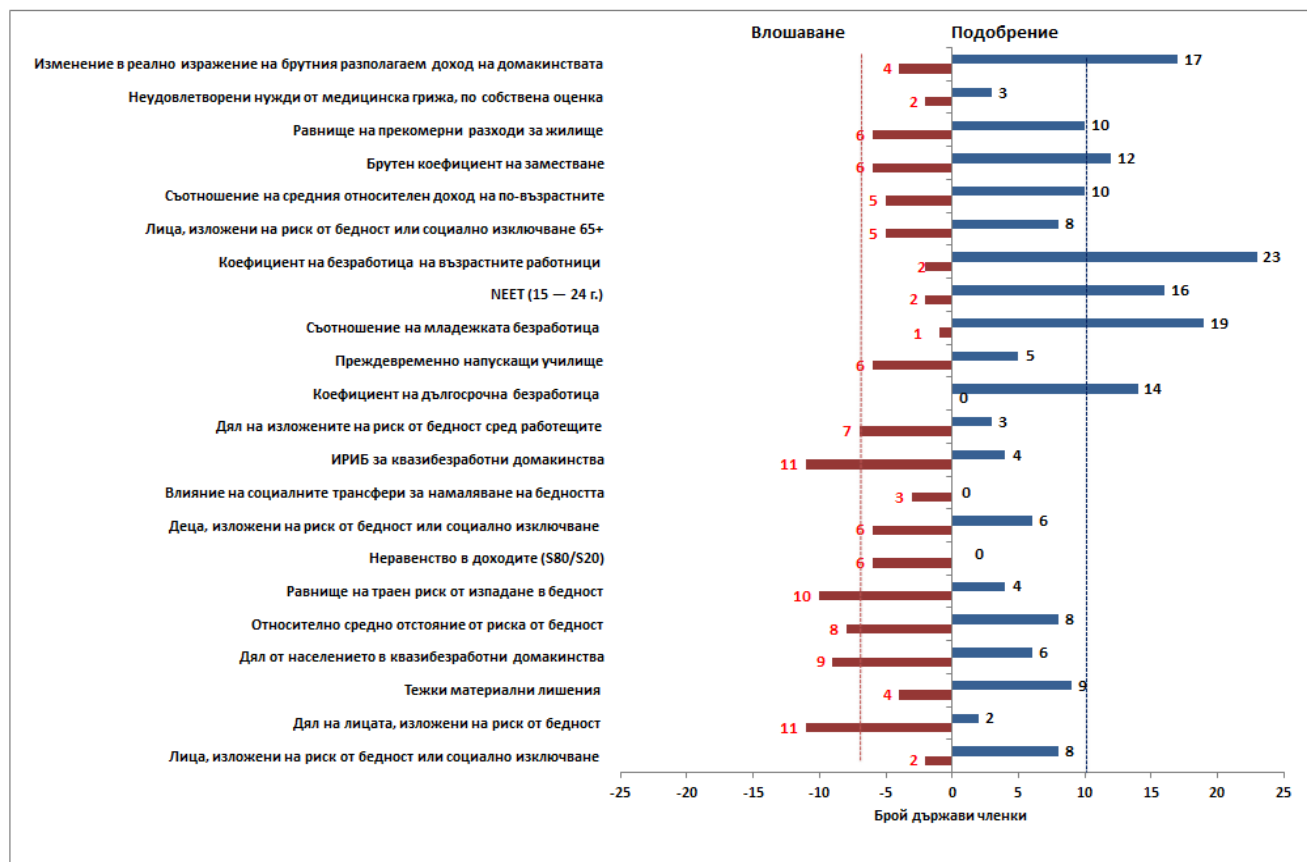 Влошаване Подобрение
Изменение в реално изражение на брутния разполагаем доход на домакинствата 4 17
Неудовлетворени нужди от медицинска грижа, по собствена оценка 2 3
Равнище на прекомерни разходи за жилище 6 10
Брутен коефициент на заместване 6 12
Съотношение на средния относителен доход на по-възрастните 5 10
Лица, изложени на риск от бедност или социално изключване 65+ 5 8
Коефициент на безработица на възрастните работници 2 23
NEET (15 — 24 г.) 2 16
Съотношение на младежката безработица 1 19
Преждевременно напускащи училище 6 5
Коефициент на дългосрочна безработица 0 14
Дял на изложените на риск от бедност сред работещите 7 3
ИРИБ за квазибезработни домакинства 11 4
Влияние на социалните трансфери за намаляване на бедността 3 0
Деца, изложени на риск от бедност или социално изключване 6 6
Неравенство в доходите (S80/S20) 6 0
Равнище на траен риск от изпадане в бедност 10 4
Относително средно отстояние от риска от бедност 8 8
Дял от населението в квазибезработни домакинства 9 6
Тежки материални лишения 4 9
Дял на лицата, изложени на риск от бедност 11 2
Лица, изложени на риск от бедност или социално изключване 2 8
-25 -20 -15 -10 -5 0 5 10 15 20 25
Брой държави членки